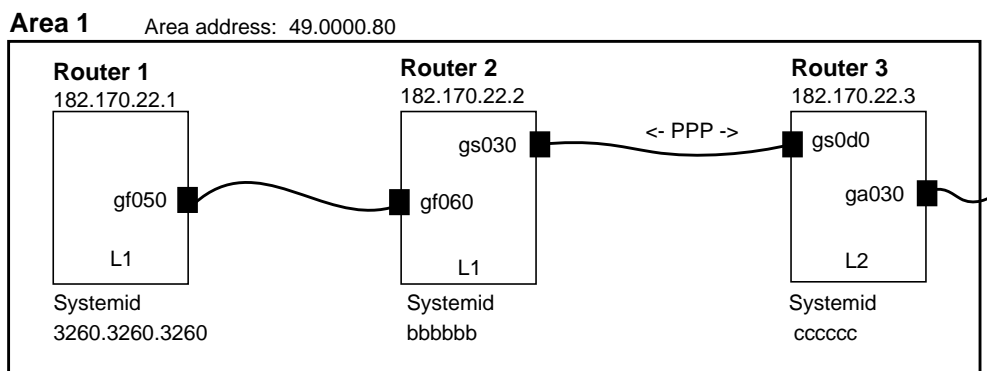 Area 1 Area address: 49.0000.80
Router 1 Router 2 Router 3
182.170.22.1 182.170.22.2 182.170.22.3
<- PPP ->
gs030 gs0d0
gf050 gf060 ga030
L1 L1 L2
Systemid Systemid Systemid
3260.3260.3260 bbbbbb cccccc